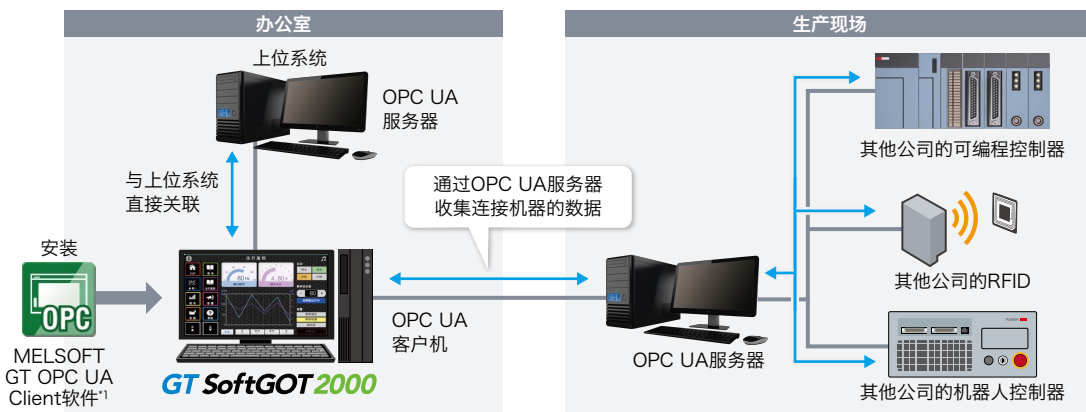 办公室
上位系统
OPC UA
服务器
与上位系统
直接关联
安装
OPC
MELSOFT
GT OPC UA
Client软件*1
GT SoftGOT2000
OPC UA
客户机
通过OPC UA服务器
收集连接机器的数据
生产现场
OPC UA服务器
其他公司的可编程控制器
其他公司的RFID
其他公司的机器人控制器